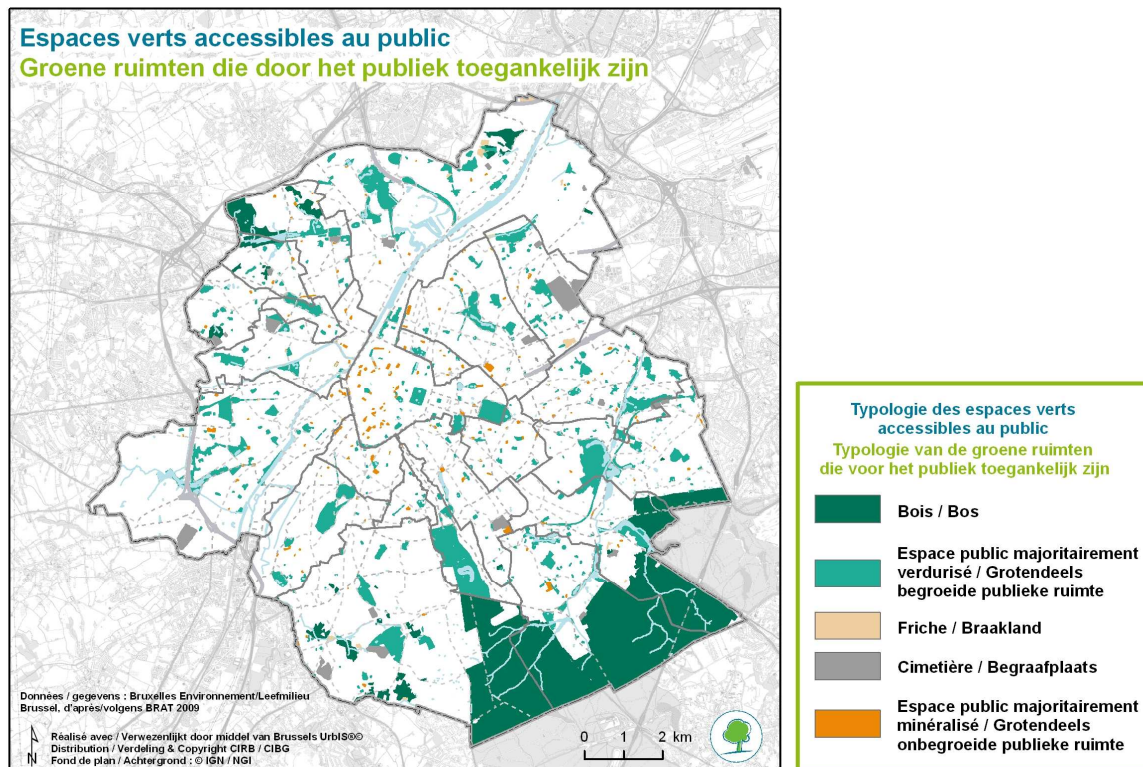 Espaces verts accessibles au public
Groene ruimten die door het publiek toegankelijk zijn
Données / gegevens : Bruxelles Environnement/Leefmilieu
Brussel, d'après/volgens BRAT 2009
Réalisé avec / Verwezenlijkt door middel van Brussels UrbIS®©
Distribution / Verdeling & Copyright CIRB / CIBG
Fond de plan / Achtergrond : © IGN / NGI
N
0 1 2 km
Typologie des espaces verts
accessibles au public
Typologie van de groene ruimten
die voor het publiek toegankelijk zijn
Bois / Bos
Espace public majoritairement
verdurisé / Grotendeels
begroeide publieke ruimte
Friche / Braakland
Cimetière / Begraafplaats
Espace public majoritairement
minéralisé / Grotendeels
onbegroeide publieke ruimte